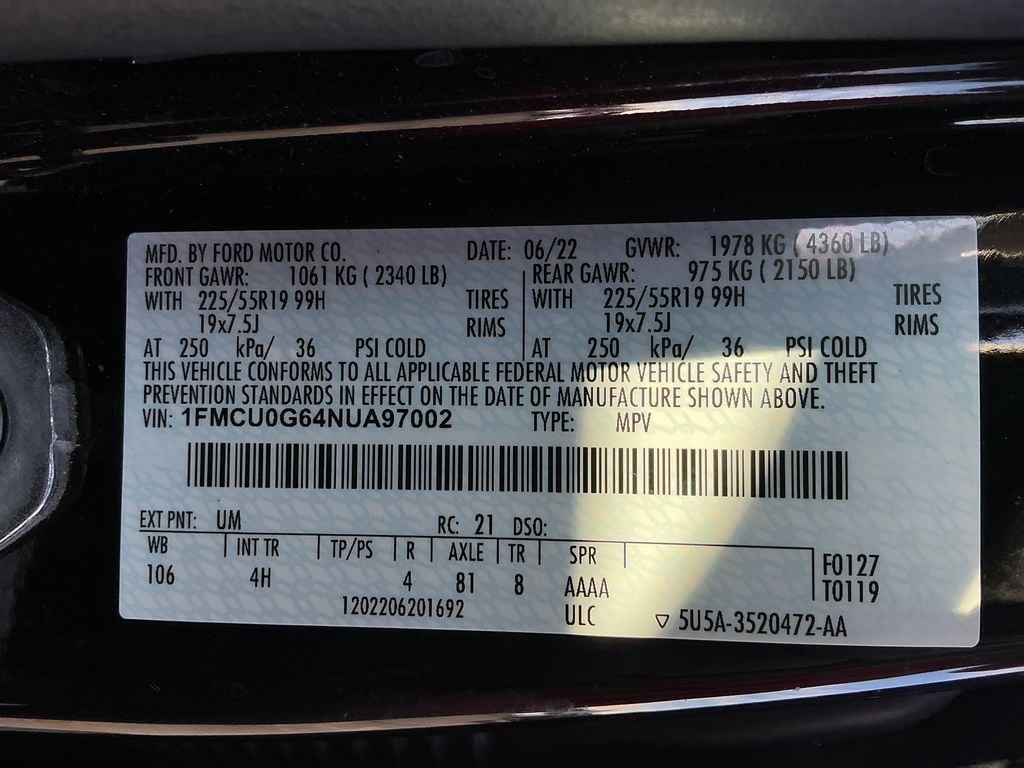 MFD. BY FORD MOTOR CO. DATE: 06/22 GVWR: 1978 KG ( 4360 LB)
FRONT GAWR: 1061 KG ( 2340 LB) REAR GAWR: 975 KG ( 2150 LB)
WITH 225/55R19 99H TIRES WITH 225/55R19 99H TIRES
19x7.5J RIMS 19x7.5J RIMS
AT 250 kPa/ 36 PSI COLD AT 250 kPa/ 36 PSI COLD
THIS VEHICLE CONFORMS TO ALL APPLICABLE FEDERAL MOTOR VEHICLE SAFETY AND THEFT
PREVENTION STANDARDS IN EFFECT ON THE DATE OF MANUFACTURE SHOWN ABOVE.
VIN: 1FMCU0G64NUA97002 TYPE: MPV
EXT PNT: UM RC: 21 DSO:
WB INT TR TP/PS R AXLE TR SPR F0127
106 4H 4 81 8 AAAA T0119
1202206201692 ULC ▽ 5U5A-3520472-AA